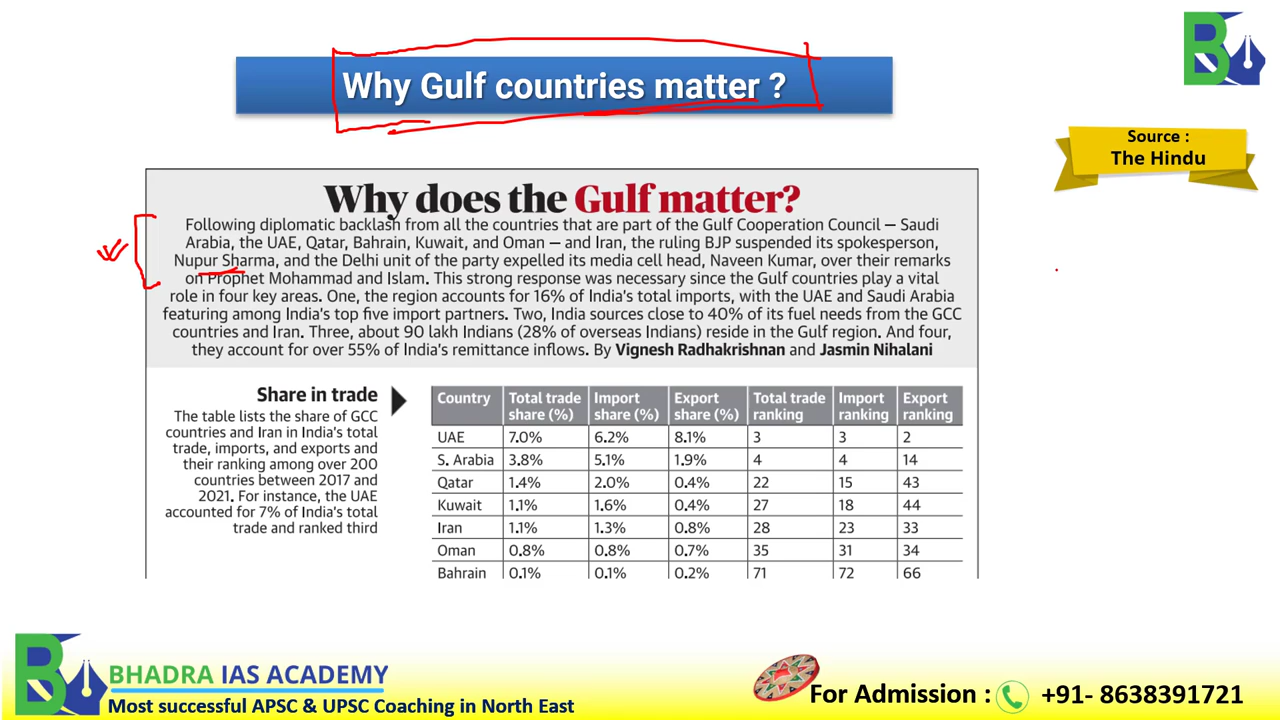 Why Gulf countries matter ?
Source :
The Hindu
Why does the Gulf matter?
Following diplomatic backlash from all the countries that are part of the Gulf Cooperation Council — Saudi
Arabia, the UAE, Qatar, Bahrain, Kuwait, and Oman — and Iran, the ruling BJP suspended its spokesperson,
Nupur Sharma, and the Delhi unit of the party expelled its media cell head, Naveen Kumar, over their remarks
on Prophet Mohammad and Islam. This strong response was necessary since the Gulf countries play a vital
role in four key areas. One, the region accounts for 16% of India's total imports, with the UAE and Saudi Arabia
featuring among India's top five import partners. Two, India sources close to 40% of its fuel needs from the GCC
countries and Iran. Three, about 90 lakh Indians (28% of overseas Indians) reside in the Gulf region. And four,
they account for over 55% of India's remittance inflows. By Vignesh Radhakrishnan and Jasmin Nihalani
Share in trade
The table lists the share of GCC
countries and Iran in India's total
trade, imports, and exports and
their ranking among over 200
countries between 2017 and
2021. For instance, the UAE
accounted for 7% of India's total
trade and ranked third
Country Total trade share (%) Import share (%) Export share (%) Total trade ranking Import ranking Export ranking
UAE 7.0% 6.2% 8.1% 3 3 2
S. Arabia 3.8% 5.1% 1.9% 4 4 14
Qatar 1.4% 2.0% 0.4% 22 15 43
Kuwait 1.1% 1.6% 0.4% 27 18 44
Iran 1.1% 1.3% 0.8% 28 23 33
Oman 0.8% 0.8% 0.7% 35 31 34
Bahrain 0.1% 0.1% 0.2% 71 72 66
BHADRA IAS ACADEMY
Most successful APSC & UPSC Coaching in North East
For Admission : +91- 8638391721